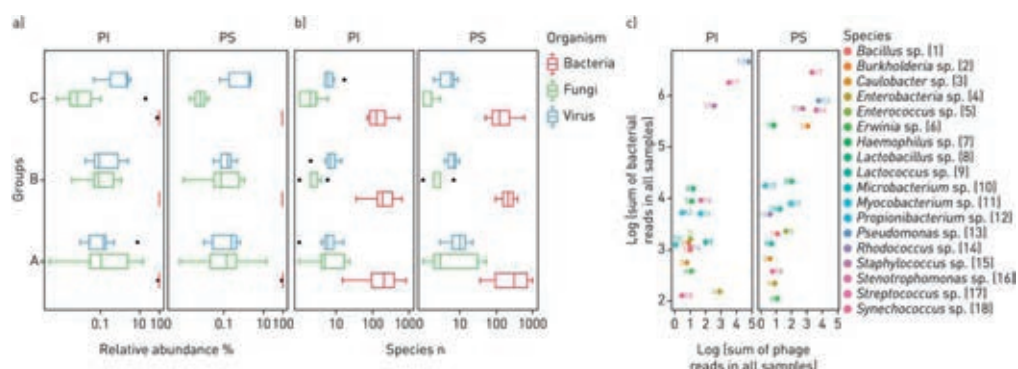 a)
PI
PS
Groups
C
B
A
0.1
100
0.1
100
Relative abundance %
b)
PI
PS
10
100
1000
1
10
100
1000
Species n
Organism
Bacteria
Fungi
Virus
c)
PI
PS
Log [sum of bacterial
reads in all samples]
6
5
4
3
2
0
1
2
3
4
5
0
1
2
3
4
5
Log [sum of phage
reads in all samples]
Species
Bacillus sp. [1]
Burkholderia sp. [2]
Caulobacter sp. [3]
Enterobacteria sp. [4]
Enterococcus sp. [5]
Erwinia sp. [6]
Haemophilus sp. [7]
Lactobacillus sp. [8]
Lactococcus sp. [9]
Microbacterium sp. [10]
Myocobacterium sp. [11]
Propionibacterium sp. [12]
Pseudomonas sp. [13]
Rhodococcus sp. [14]
Staphylococcus sp. [15]
Stenotrophomonas sp. [16]
Streptococcus sp. [17]
Synechococcus sp. [18]